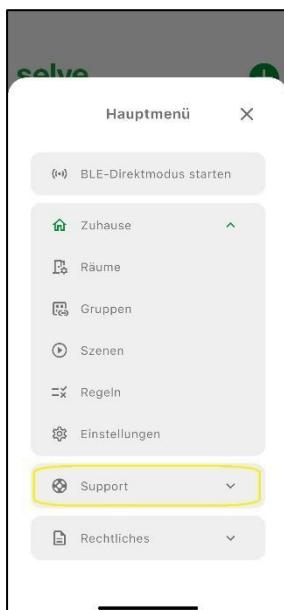 selve
Hauptmenü
BLE-Direktmodus starten
Zuhause
Räume
Gruppen
Szenen
Regeln
Einstellungen
Support
Rechtliches